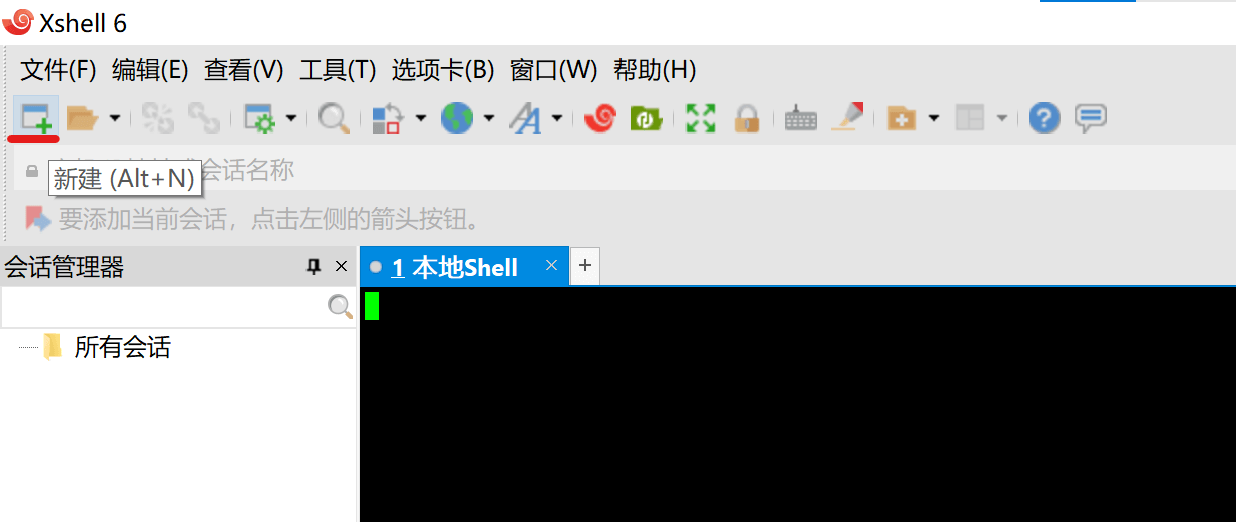 Xshell 6
文件(F) 编辑(E) 查看(V) 工具(T) 选项卡(B) 窗口(W) 帮助(H)
会话名称
新建 (Alt+N)
要添加当前会话，点击左侧的箭头按钮。
会话管理器
1 本地Shell
所有会话